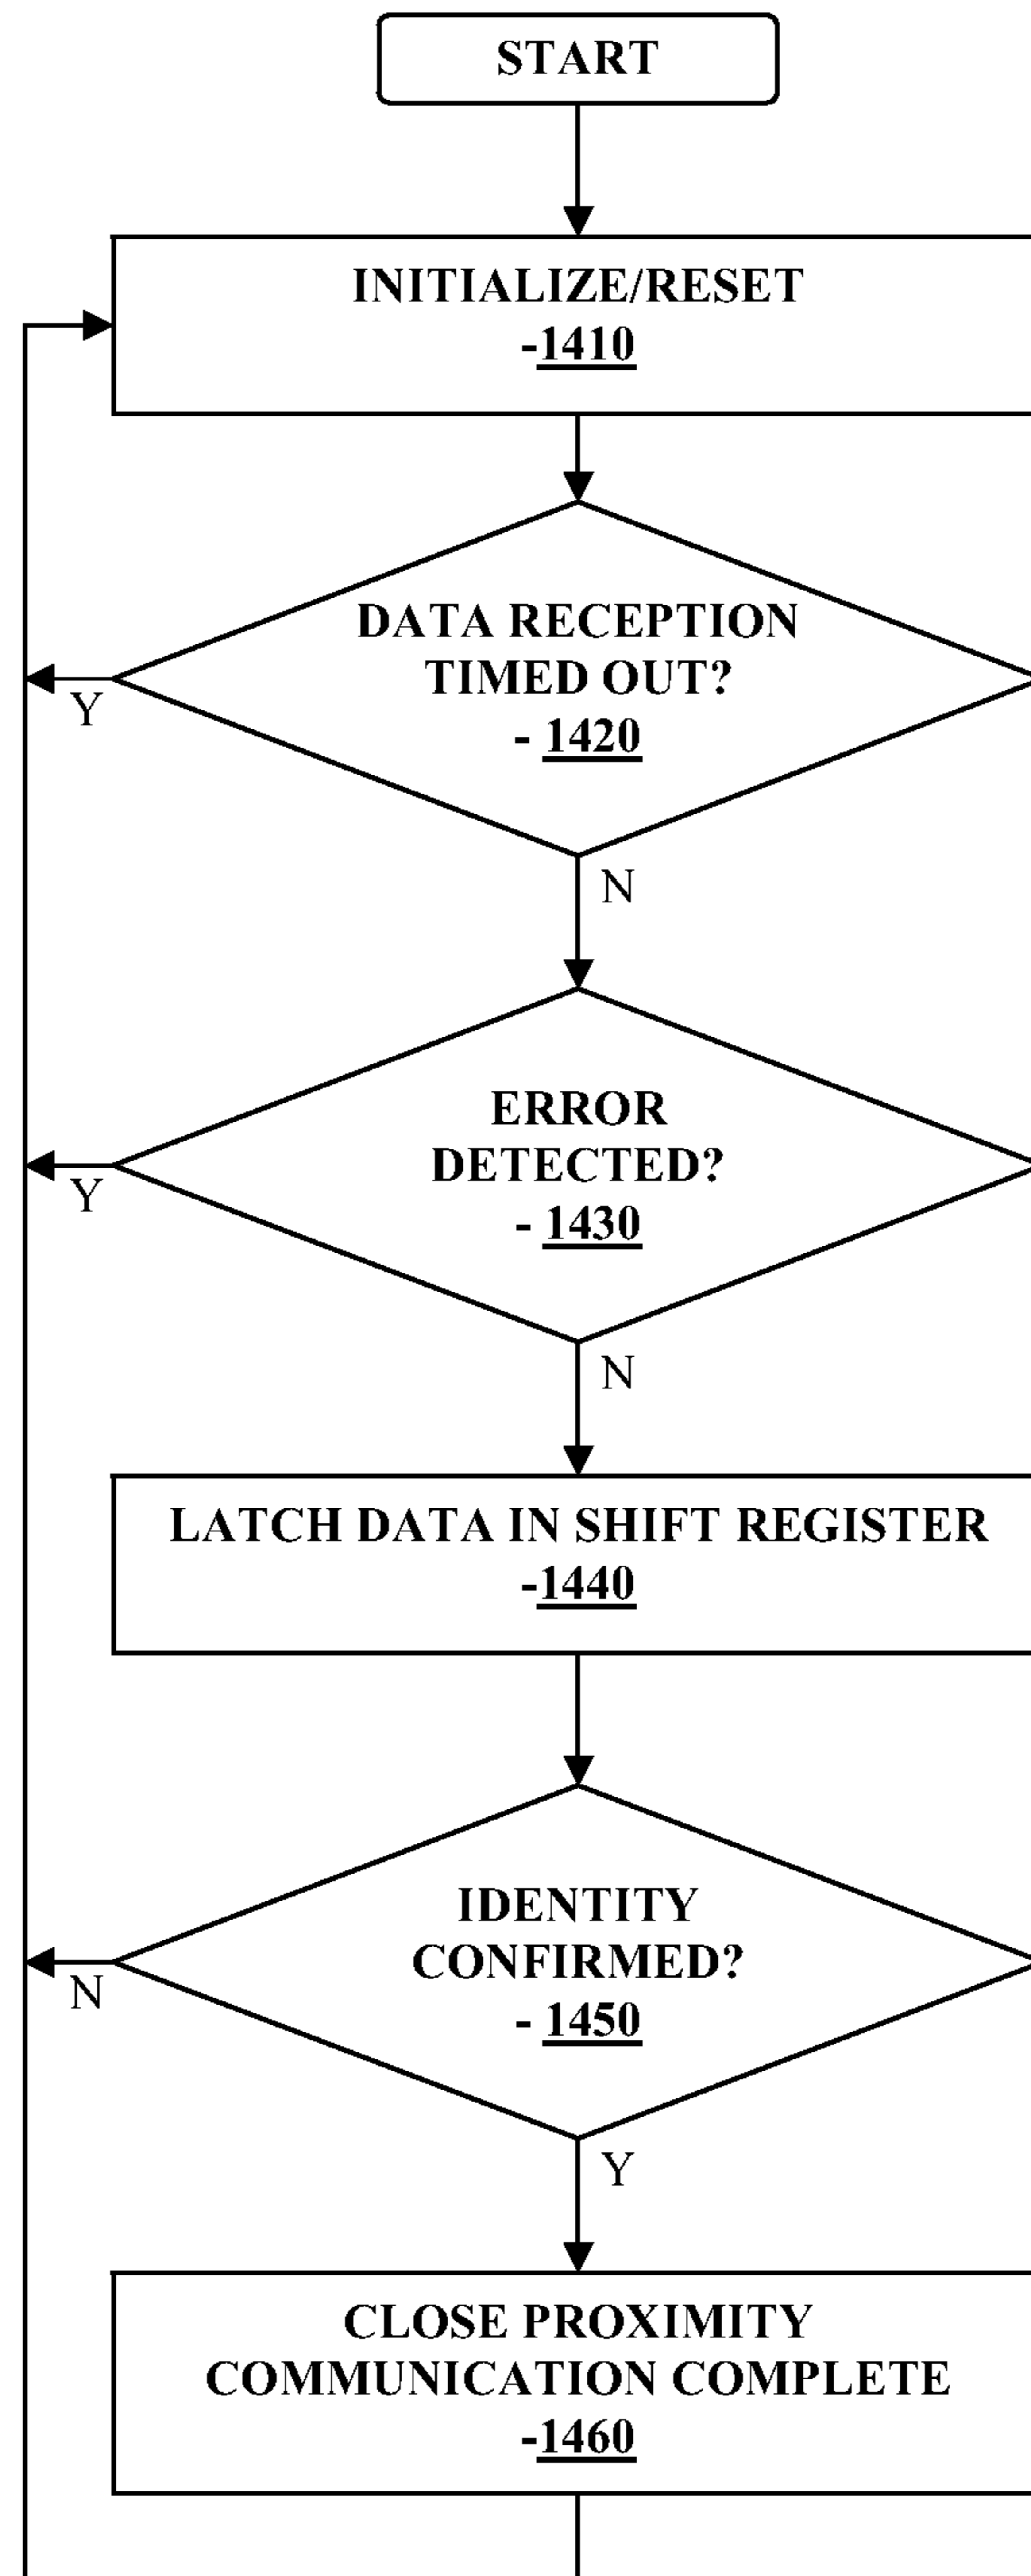 START
INITIALIZE/RESET
-1410
DATA RECEPTION
TIMED OUT?
- 1420
Y
N
ERROR
DETECTED?
- 1430
Y
N
LATCH DATA IN SHIFT REGISTER
-1440
IDENTITY
CONFIRMED?
- 1450
N
Y
CLOSE PROXIMITY
COMMUNICATION COMPLETE
-1460